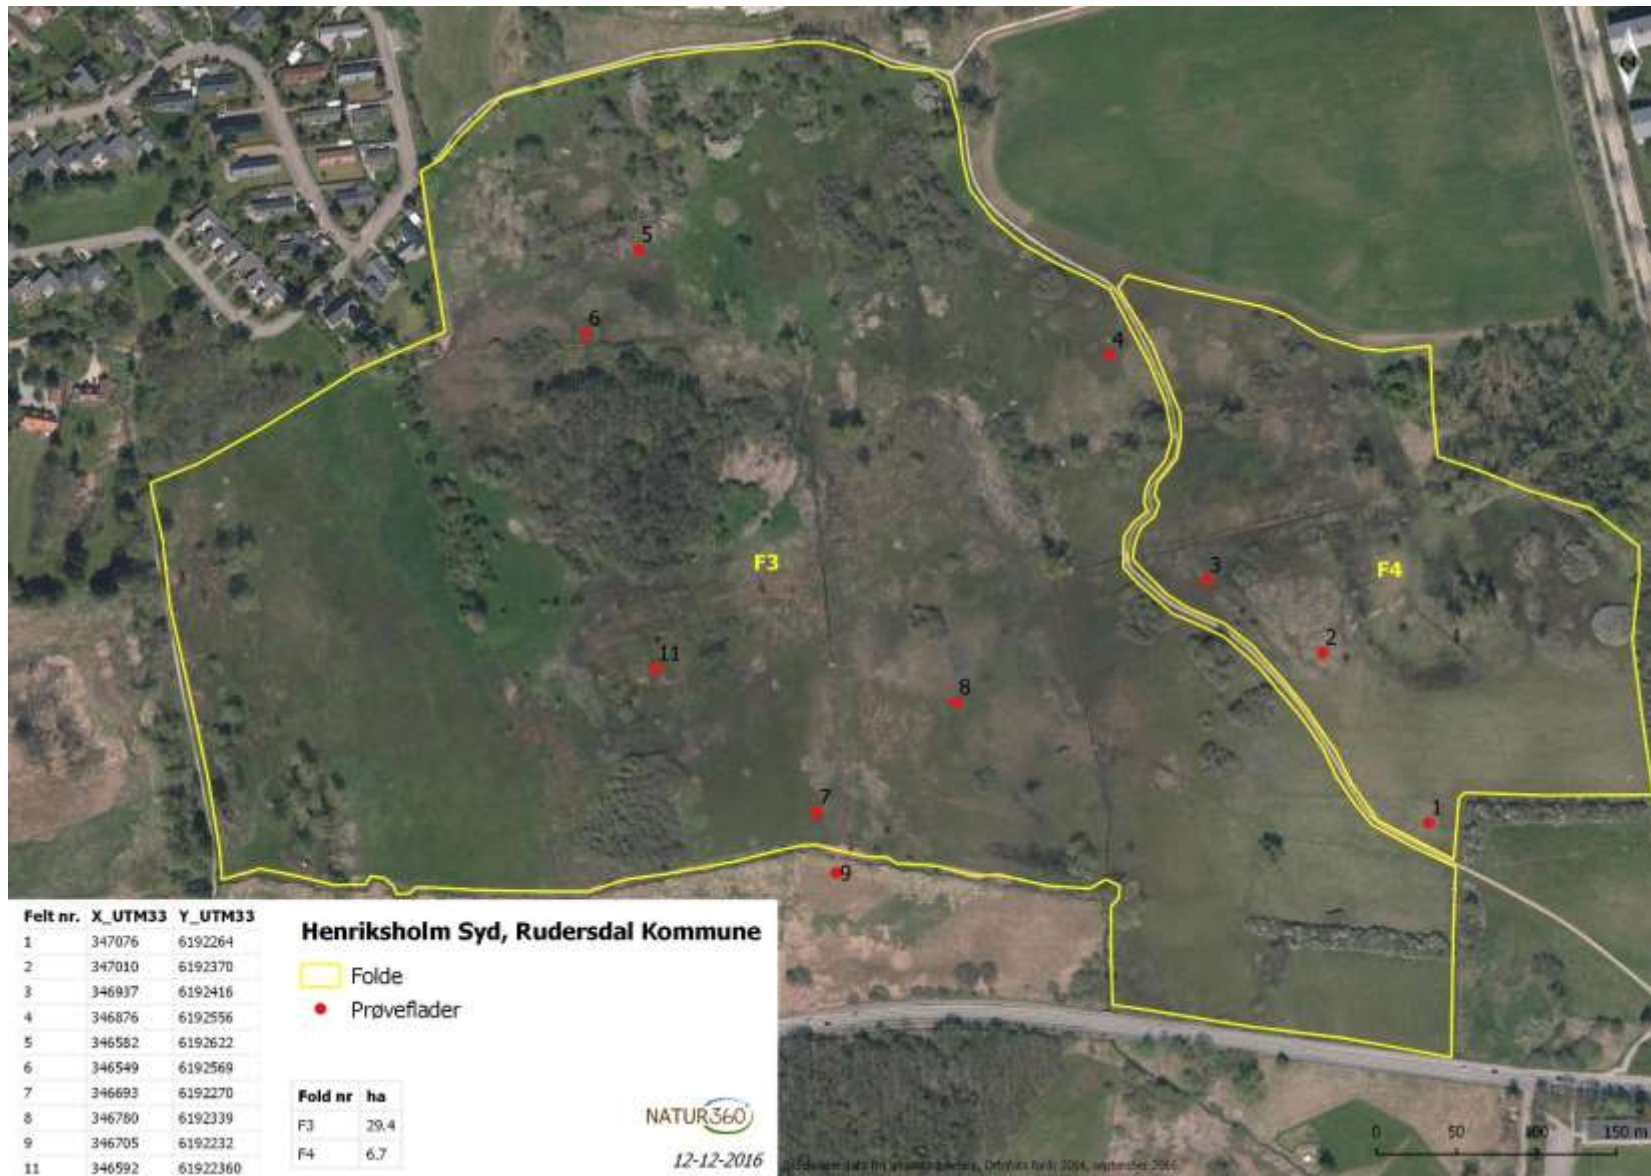 5
6
4
F3
3
F4
2
11
8
7
1
9
Felt nr. X_UTM33 Y_UTM33
1 347076 6192264
2 347010 6192370
3 346937 6192416
4 346876 6192556
5 346582 6192622
6 346549 6192569
7 346693 6192270
8 346780 6192339
9 346705 6192232
11 346592 61922360
Henriksholm Syd, Rudersdal Kommune
Folde
Prøveflader
Fold nr ha
F3 29.4
F4 6.7
NATUR360
12-12-2016
0 50 100 150 m